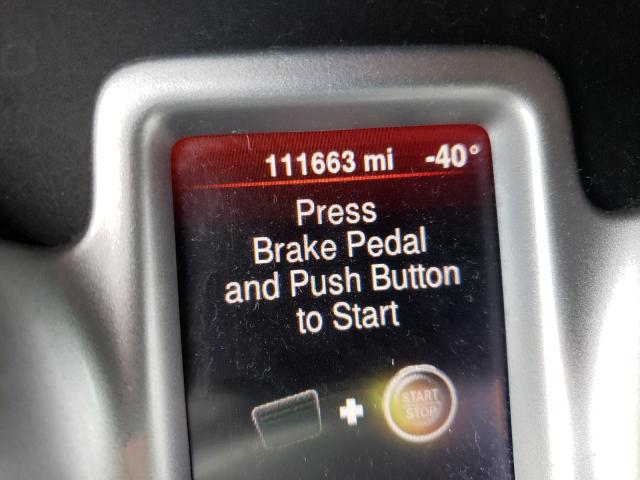 111663 mi -40°
Press
Brake Pedal
and Push Button
to Start
START
STOP